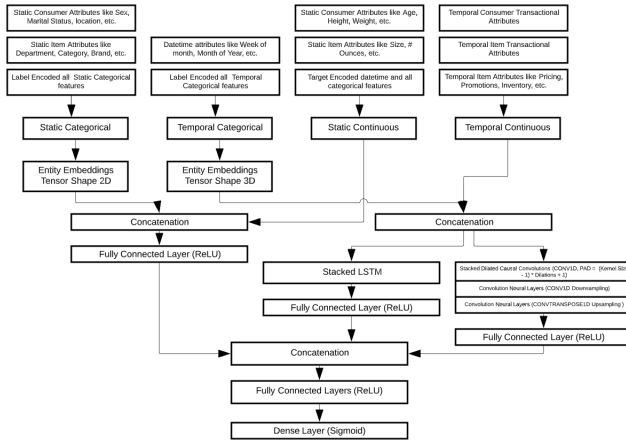 Static Consumer Attributes like Sex,
Marital Status, location, etc.
Static Item Attributes like
Department, Category, Brand, etc.
Label Encoded all Static Categorical
features
Static Categorical
Entity Embeddings
Tensor Shape 2D
Datetime attributes like Week of
month, Month of Year, etc.
Label Encoded all Temporal
Categorical features
Temporal Categorical
Entity Embeddings
Tensor Shape 3D
Static Consumer Attributes like Age,
Height, Weight, etc.
Static Item Attributes like Size, #
Ounces, etc.
Target Encoded datetime and all
categorical features
Static Continuous
Temporal Consumer Transactional
Attributes
Temporal Item Transactional
Attributes
Temporal Item Attributes like Pricing,
Promotions, Inventory, etc.
Temporal Continuous
Concatenation
Fully Connected Layer (ReLU)
Concatenation
Stacked LSTM
Fully Connected Layer (ReLU)
Stacked Dilated Causal Convolutions (CONV1D, PAD = (Kernel Size
- 1) * Dilations + 1)
Convolution Neural Layers (CONV1D Downsampling)
Convolution Neural Layers (CONVTRANSPOSE1D Upsampling )
Fully Connected Layer (ReLU)
Concatenation
Fully Connected Layers (ReLU)
Dense Layer (Sigmoid)